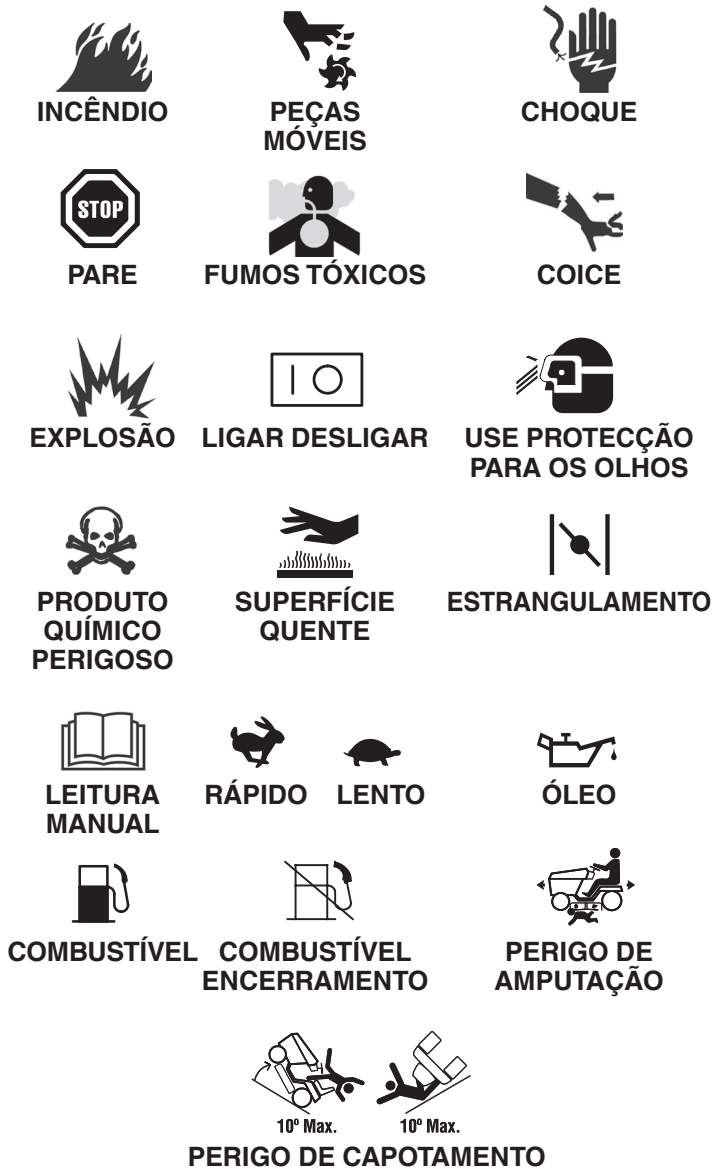 INCÊNDIO
PEÇAS
MÓVEIS
CHOQUE
STOP
PARE
FUMOS TÓXICOS
COICE
EXPLOSÃO
LIGAR DESLIGAR
USE PROTECÇÃO
PARA OS OLHOS
PRODUTO
QUÍMICO
PERIGOSO
SUPERFÍCIE
QUENTE
ESTRANGULAMENTO
LEITURA
MANUAL
RÁPIDO
LENTO
ÓLEO
COMBUSTÍVEL
COMBUSTÍVEL
ENCERRAMENTO
PERIGO DE
AMPUTAÇÃO
10º Max.
10º Max.
PERIGO DE CAPOTAMENTO